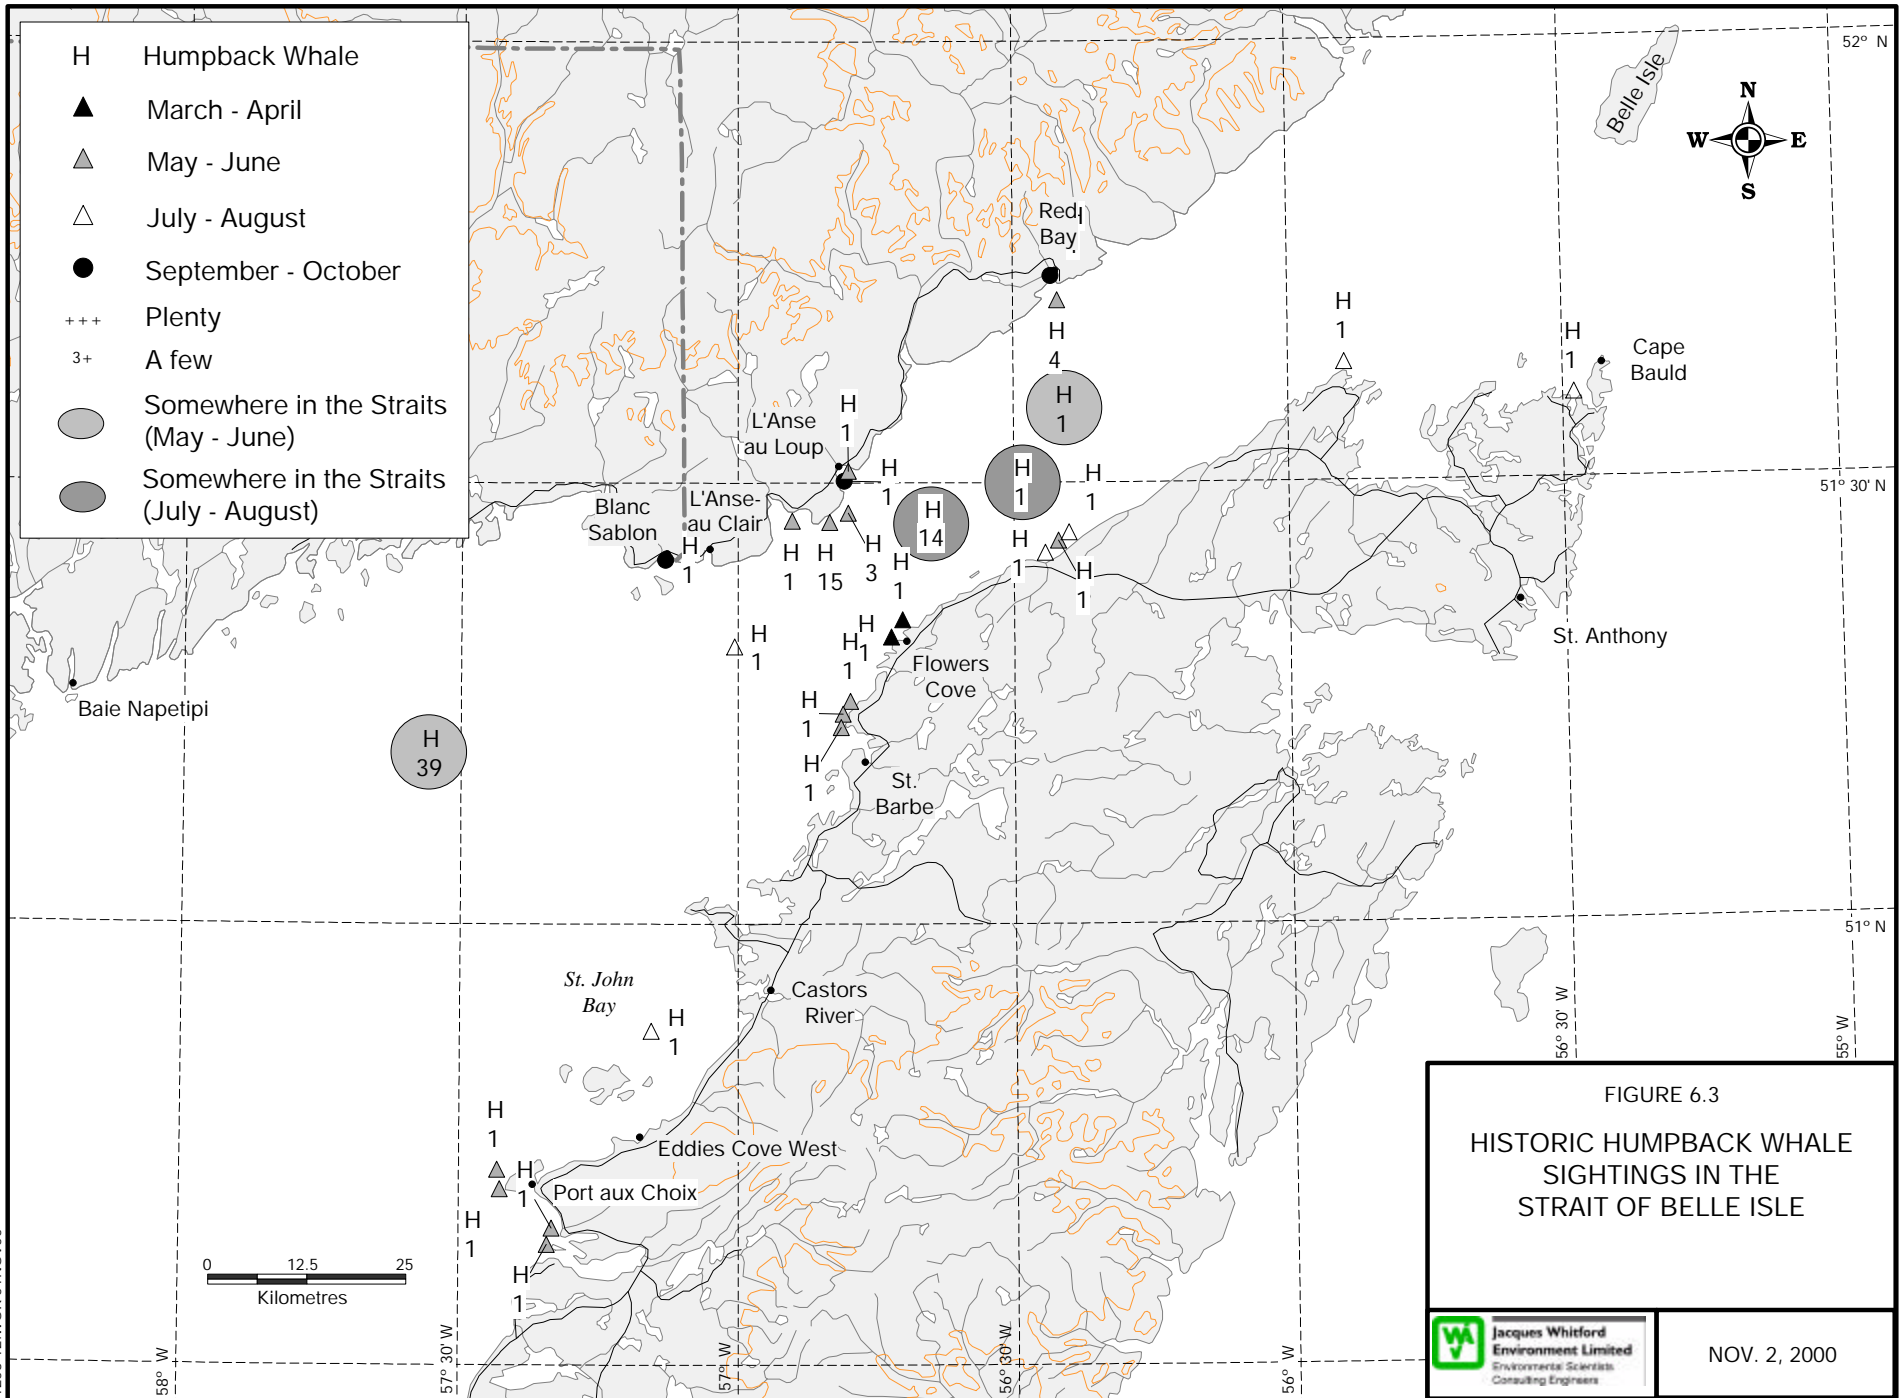 H Humpback Whale
March - April
May - June
July - August
September - October
+++ Plenty
3+ A few
Somewhere in the Straits
(May - June)
Somewhere in the Straits
(July - August)
52° N
Belle Isle
N
W E
S
Red
Bay
H
4
H
1
H
1
H
1
Cape
Bauld
H
1
L'Anse
au Loup
H
1
H
1
H
1
51° 30' N
L'Anse-
au Clair
Blanc
Sablon
H
1
H
14
H
1
H
15
H
3
H
1
H
1
H
1
St. Anthony
H
1
H
1
H
1
Flowers
Cove
Baie Napetipi
H
1
H
39
H
1
St.
Barbe
51° N
St. John
Bay
Castors
River
H
1
H
1
Eddies Cove West
H
1
Port aux Choix
H
1
H
1
0 12.5 25
Kilometres
58° W
57° 30' W
57° W
56° 30' W
56° W
56° 30' W
55° W
FIGURE 6.3
HISTORIC HUMPBACK WHALE
SIGHTINGS IN THE
STRAIT OF BELLE ISLE
Jacques Whitford
Environment Limited
Environmental Scientists
Consulting Engineers
NOV. 2, 2000